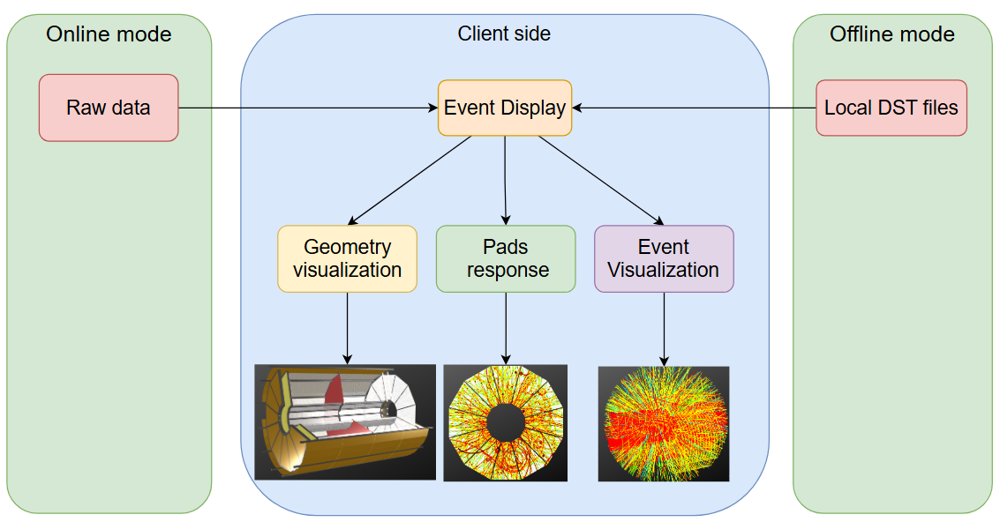 Online mode
Client side
Offline mode
Raw data
Event Display
Local DST files
Geometry
visualization
Pads
response
Event
Visualization